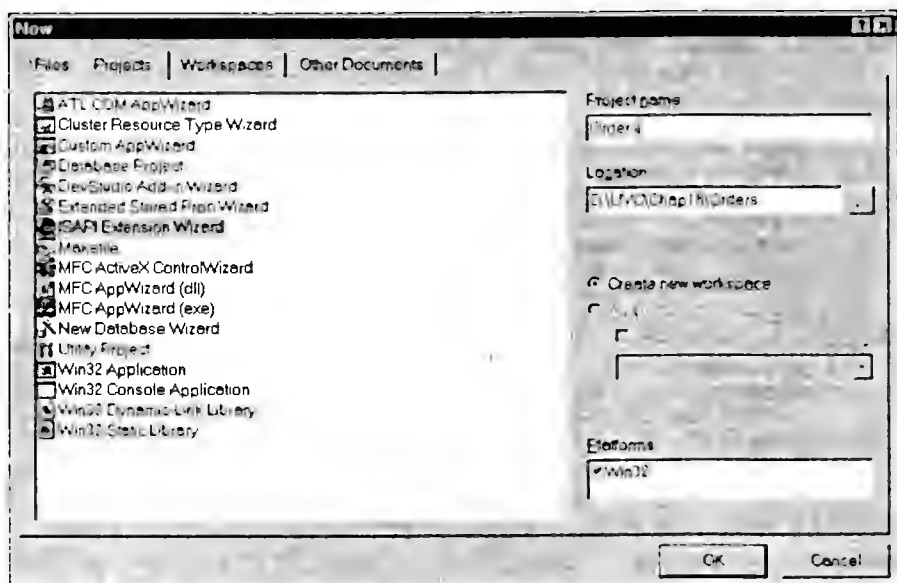 New
Files Projects Workspaces Other Documents
ATL COM AppWizard
Cluster Resource Type Wizard
Custom AppWizard
Database Project
DevStudio Add-in Wizard
Extended Stored Proc Wizard
ISAPI Extension Wizard
Makefile
MFC ActiveX ControlWizard
MFC AppWizard (dll)
MFC AppWizard (exe)
New Database Wizard
Utility Project
Win32 Application
Win32 Console Application
Win32 Dynamic-Link Library
Win32 Static Library
Project name
Location
Create new workspace
Platforms
Win32
OK Cancel